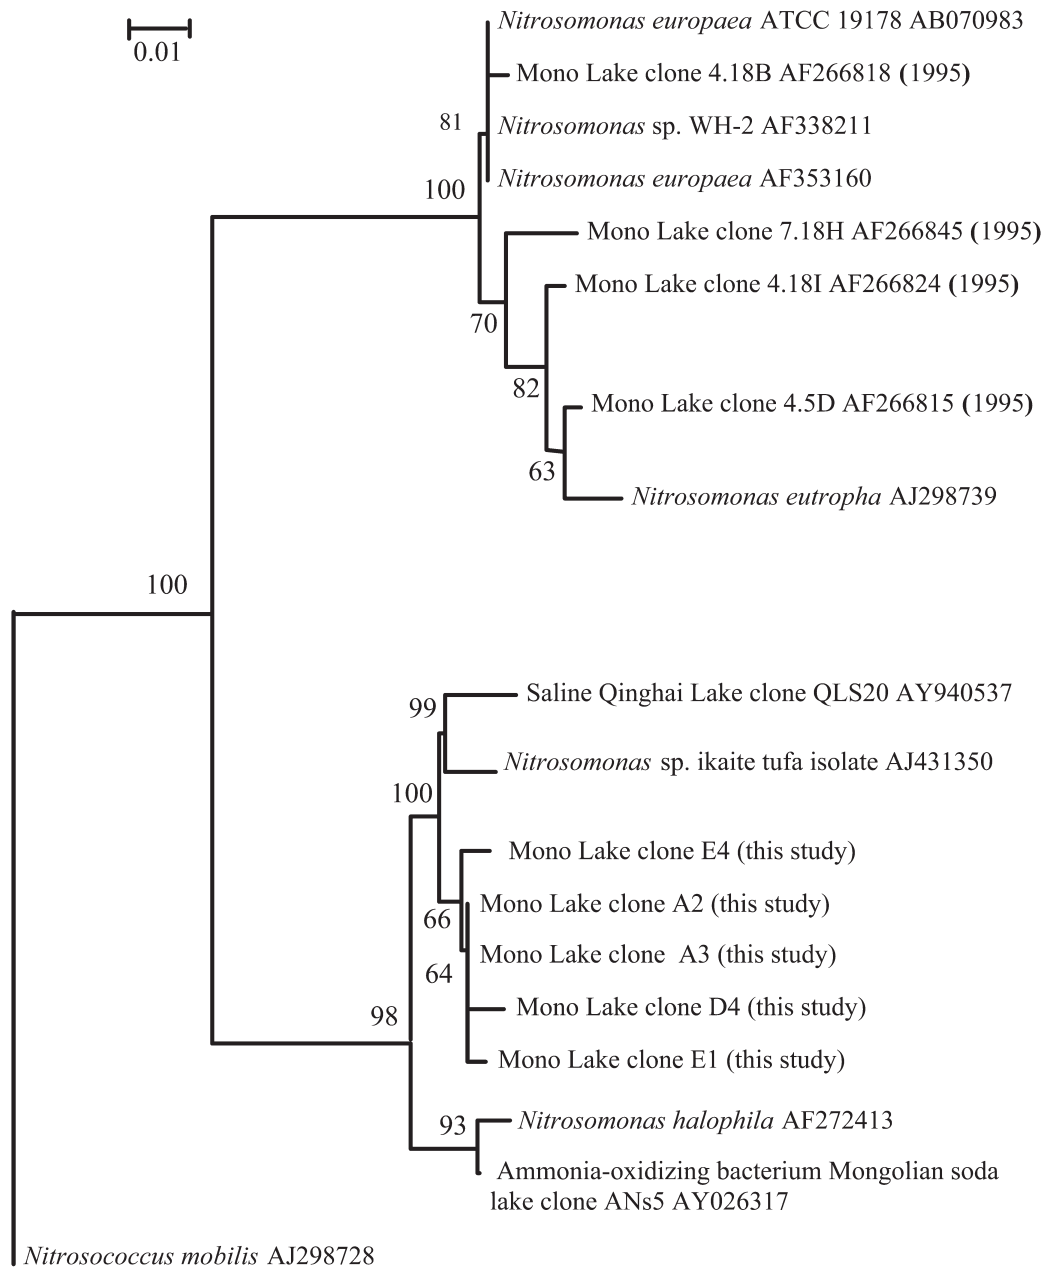 Nitrosomonas europaea ATCC 19178 AB070983
0.01
Mono Lake clone 4.18B AF266818 (1995)
81
Nitrosomonas sp. WH-2 AF338211
Nitrosomonas europaea AF353160
100
Mono Lake clone 7.18H AF266845 (1995)
Mono Lake clone 4.18I AF266824 (1995)
70
82
Mono Lake clone 4.5D AF266815 (1995)
63
Nitrosomonas eutropha AJ298739
100
Saline Qinghai Lake clone QLS20 AY940537
99
Nitrosomonas sp. ikaite tufa isolate AJ431350
100
Mono Lake clone E4 (this study)
Mono Lake clone A2 (this study)
66
Mono Lake clone A3 (this study)
64
Mono Lake clone D4 (this study)
98
Mono Lake clone E1 (this study)
93
Nitrosomonas halophila AF272413
Ammonia-oxidizing bacterium Mongolian soda
lake clone ANs5 AY026317
Nitrosococcus mobilis AJ298728